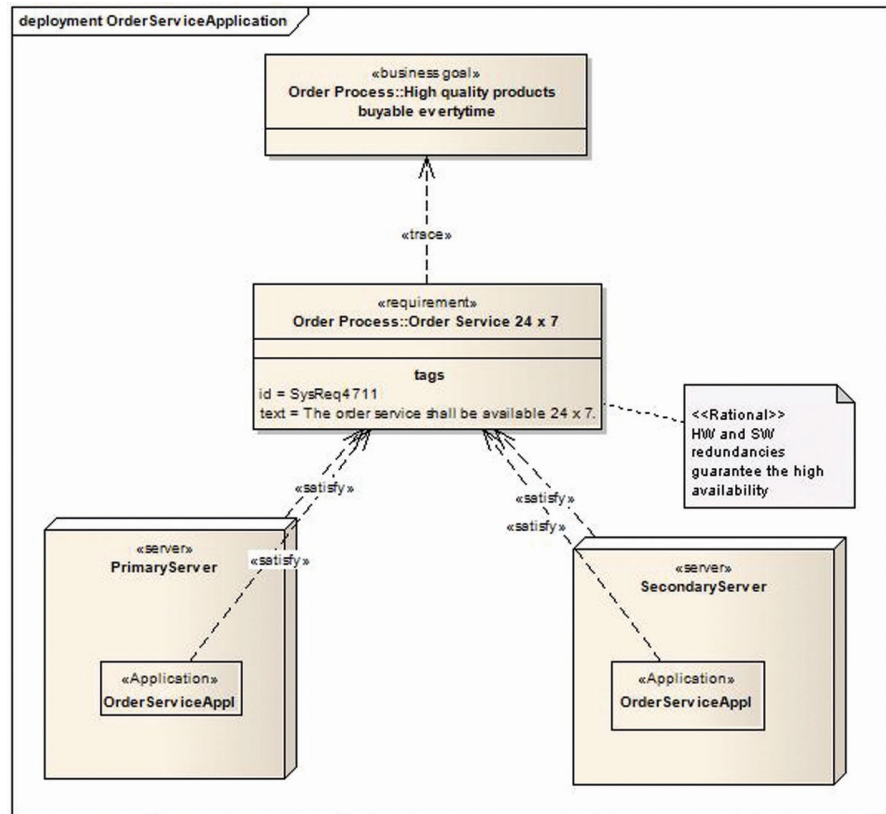 deployment OrderServiceApplication
«business goal»
Order Process::High quality products
buyable evertytime
«trace»
«requirement»
Order Process::Order Service 24 x 7
tags
id = SysReq4711
text = The order service shall be available 24 x 7.
<<Rational>>
HW and SW
redundancies
guarantee the high
availability
«satisfy»
«satisfy»
«satisfy»
«satisfy»
«server»
PrimaryServer
«Application»
OrderServiceAppl
«server»
SecondaryServer
«Application»
OrderServiceAppl